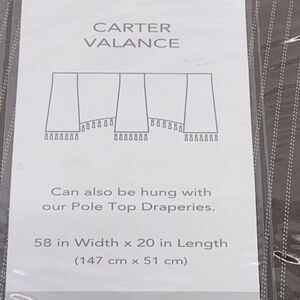 CARTER
VALANCE
Can also be hung with
our Pole Top Draperies.
58 in Width x 20 in Length
(147 cm x 51 cm)